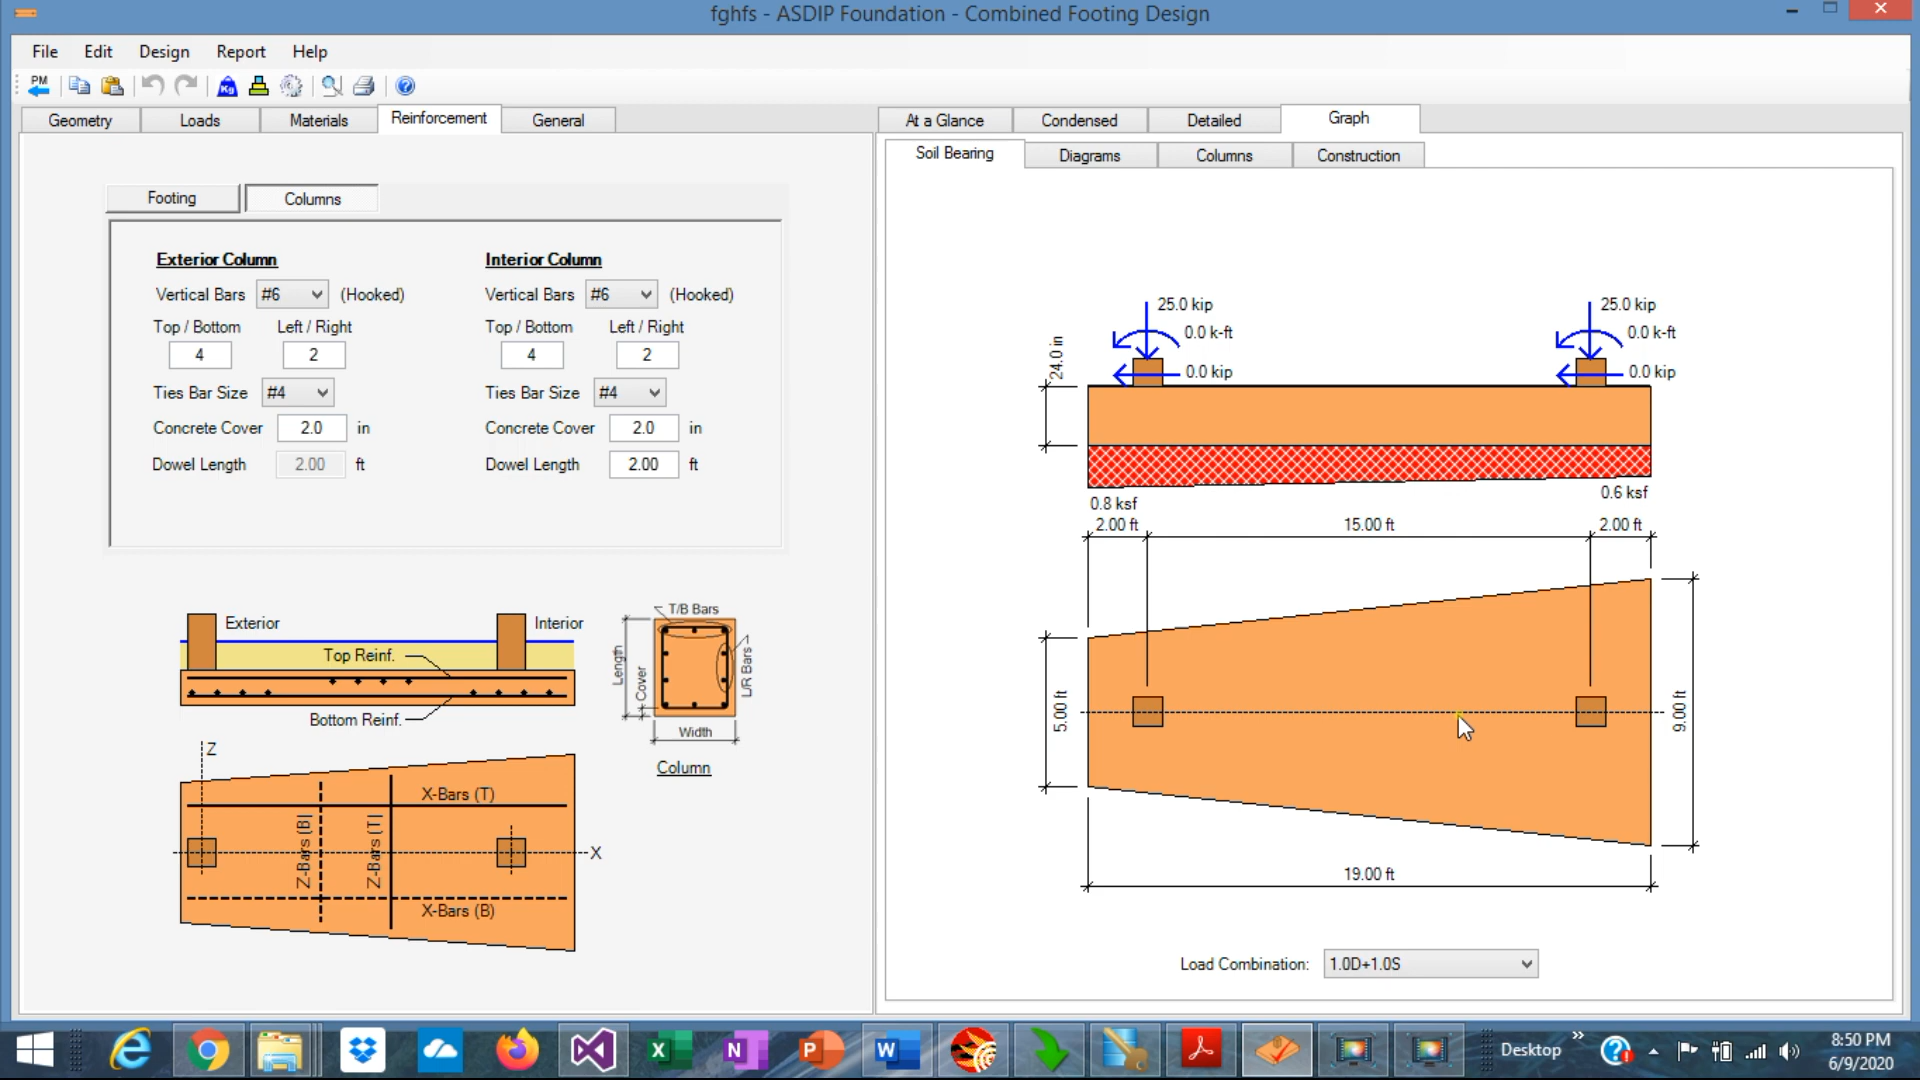 fghfs - ASDIP Foundation - Combined Footing Design
File Edit Design Report Help
PM
Kg
Geometry Loads Materials Reinforcement General
At a Glance Condensed Detailed Graph
Soil Bearing Diagrams Columns Construction
Footing Columns
Exterior Column
Vertical Bars #6 (Hooked)
Top / Bottom Left / Right
4 2
Ties Bar Size #4
Concrete Cover 2.0 in
Dowel Length 2.00 ft
Interior Column
Vertical Bars #6 (Hooked)
Top / Bottom Left / Right
4 2
Ties Bar Size #4
Concrete Cover 2.0 in
Dowel Length 2.00 ft
Exterior
Interior
Top Reinf.
Bottom Reinf.
T/B Bars
Length
Cover
L/R Bars
Width
Column
Z
X-Bars (T)
Z-Bars (B)
Z-Bars (T)
X
X-Bars (B)
25.0 kip
0.0 k-ft
0.0 kip
25.0 kip
0.0 k-ft
0.0 kip
24.0 in
0.8 ksf
0.6 ksf
2.00 ft 15.00 ft 2.00 ft
5.00 ft
9.00 ft
19.00 ft
Load Combination: 1.0D+1.0S
Desktop
8:50 PM
6/9/2020